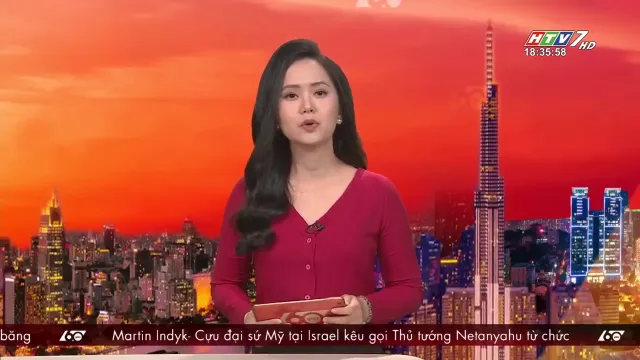 HTV7 HD
18:35:58
băng 60 Martin Indyk- Cựu đại sứ Mỹ tại Israel kêu gọi Thủ tướng Netanyahu từ chức 60